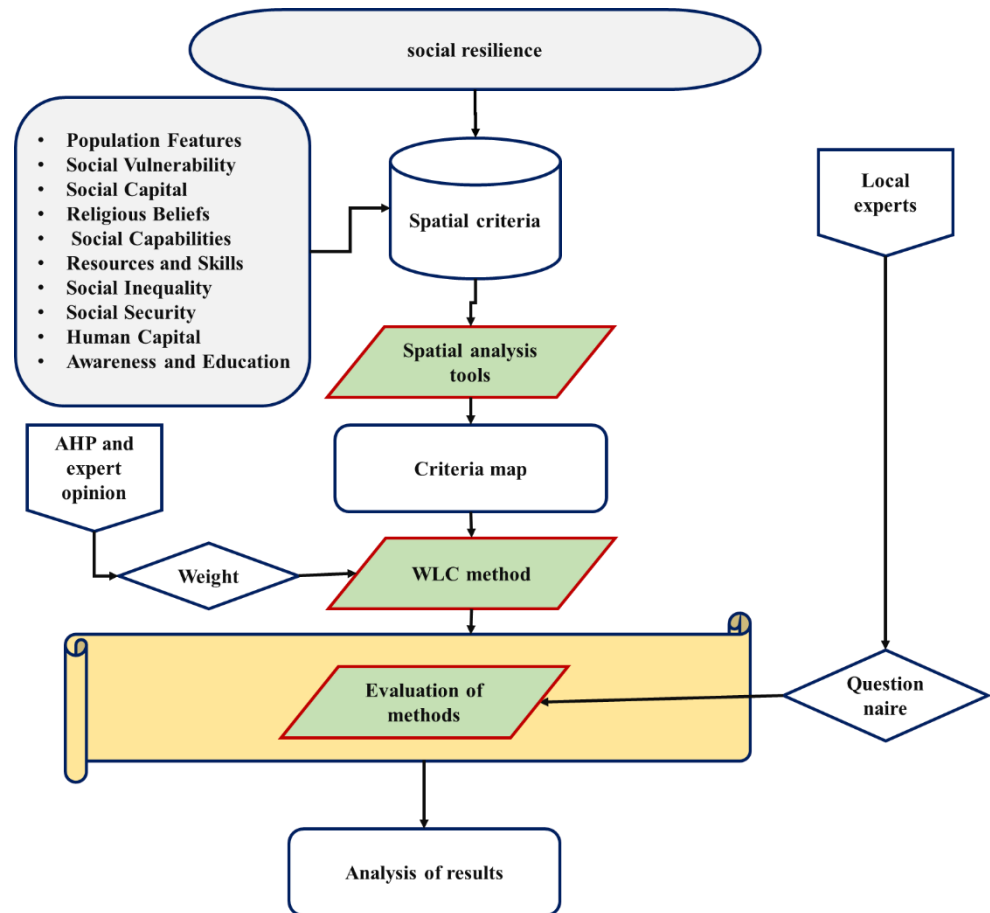 social resilience
• Population Features
• Social Vulnerability
• Social Capital
• Religious Beliefs
• Social Capabilities
• Resources and Skills
• Social Inequality
• Social Security
• Human Capital
• Awareness and Education
Spatial criteria
Local
experts
Spatial analysis
tools
AHP and
expert
opinion
Criteria map
Weight
WLC method
Evaluation of
methods
Question
naire
Analysis of results